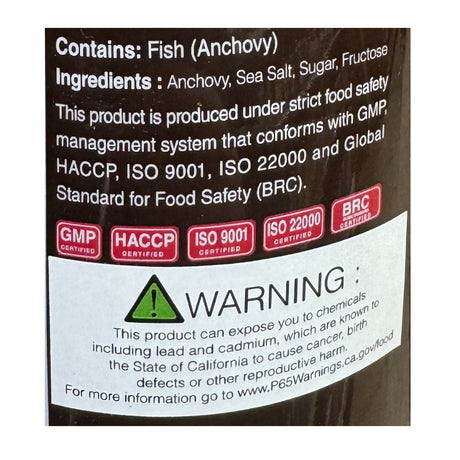 Contains: Fish (Anchovy)
Ingredients : Anchovy, Sea Salt, Sugar, Fructose
This product is produced under strict food safety
management system that conforms with GMP,
HACCP, ISO 9001, ISO 22000 and Global
Standard for Food Safety (BRC).
GMP CERTIFIED
HACCP CERTIFIED
ISO 9001 CERTIFIED
ISO 22000 CERTIFIED
BRC CERTIFIED
WARNING :
This product can expose you to chemicals
including lead and cadmium, which are known to
the State of California to cause cancer, birth
defects or other reproductive harm.
For more information go to www.P65Warnings.ca.gov/food